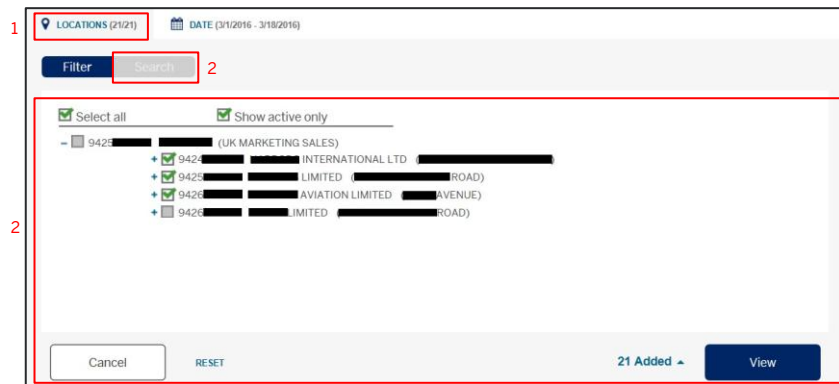 1 LOCATIONS (21/21) DATE (3/1/2016 - 3/18/2016)
Filter Search 2
Select all Show active only
– 9425 (UK MARKETING SALES)
+ 9424 INTERNATIONAL LTD ( )
+ 9425 LIMITED ( ROAD)
+ 9426 AVIATION LIMITED ( AVENUE)
+ 9426 LIMITED ( ROAD)
2
Cancel RESET 21 Added View